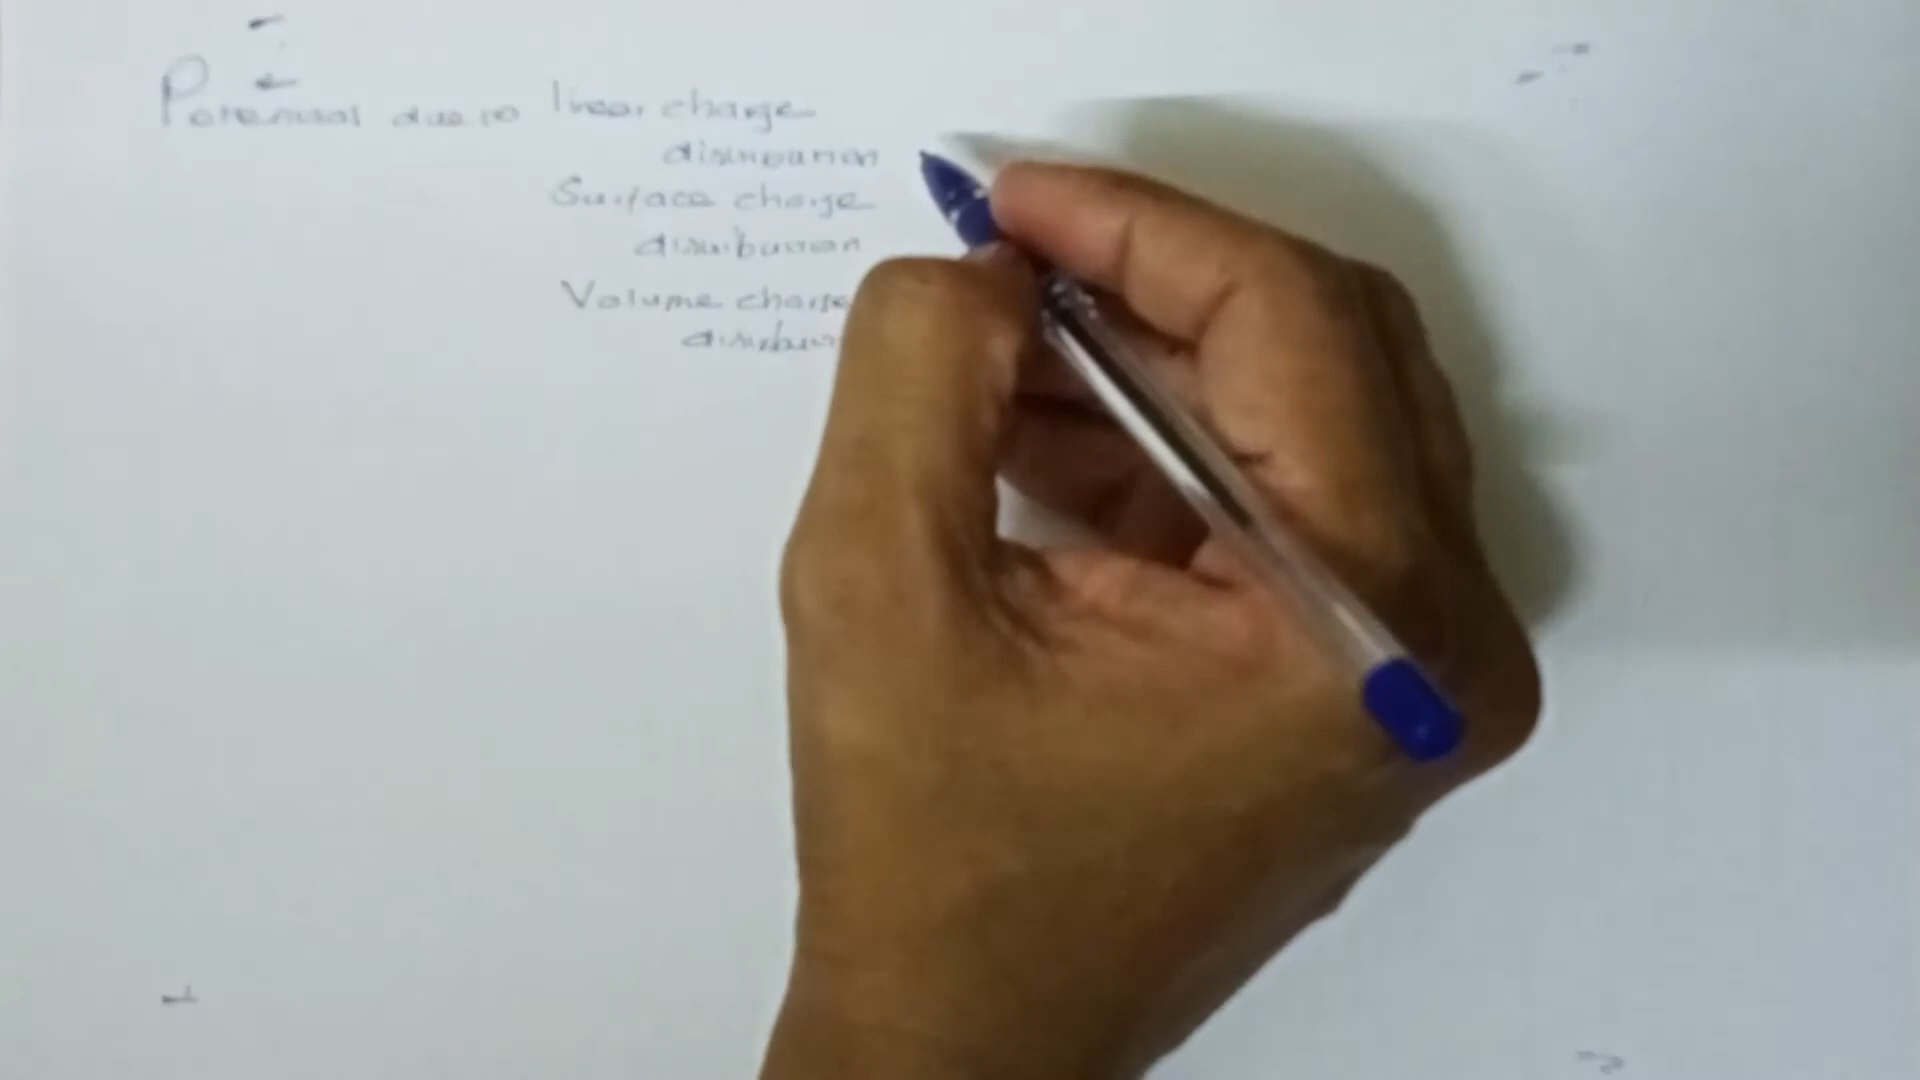 Potential due to linear charge
distribution
Surface charge
distribution
Volume charge